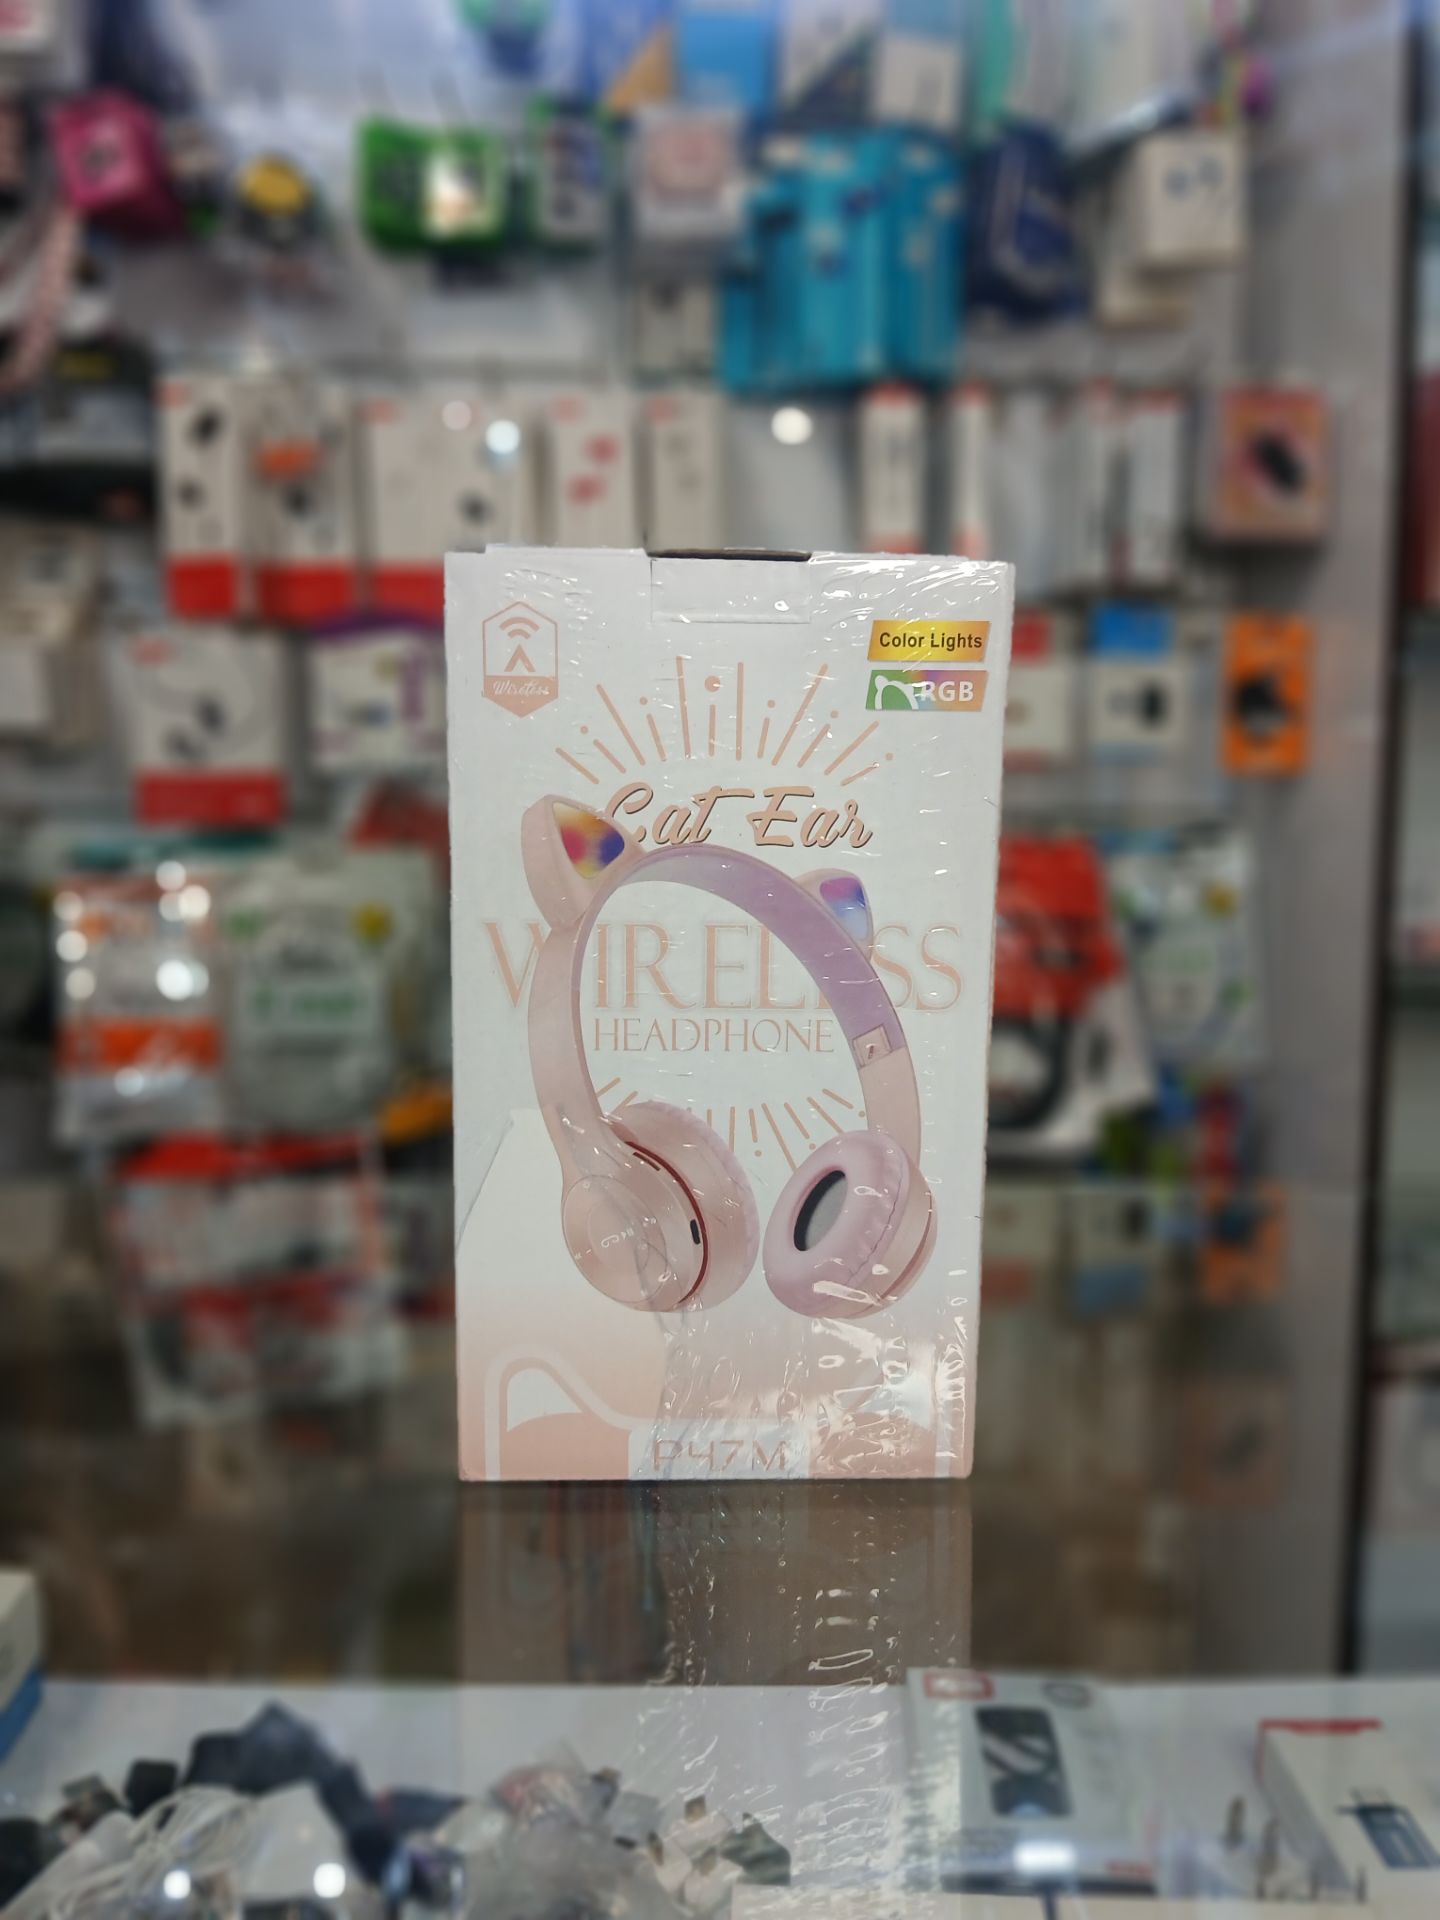 Wireless
Color Lights
RGB
Cat Ear
WIRELESS
HEADPHONE
P47M